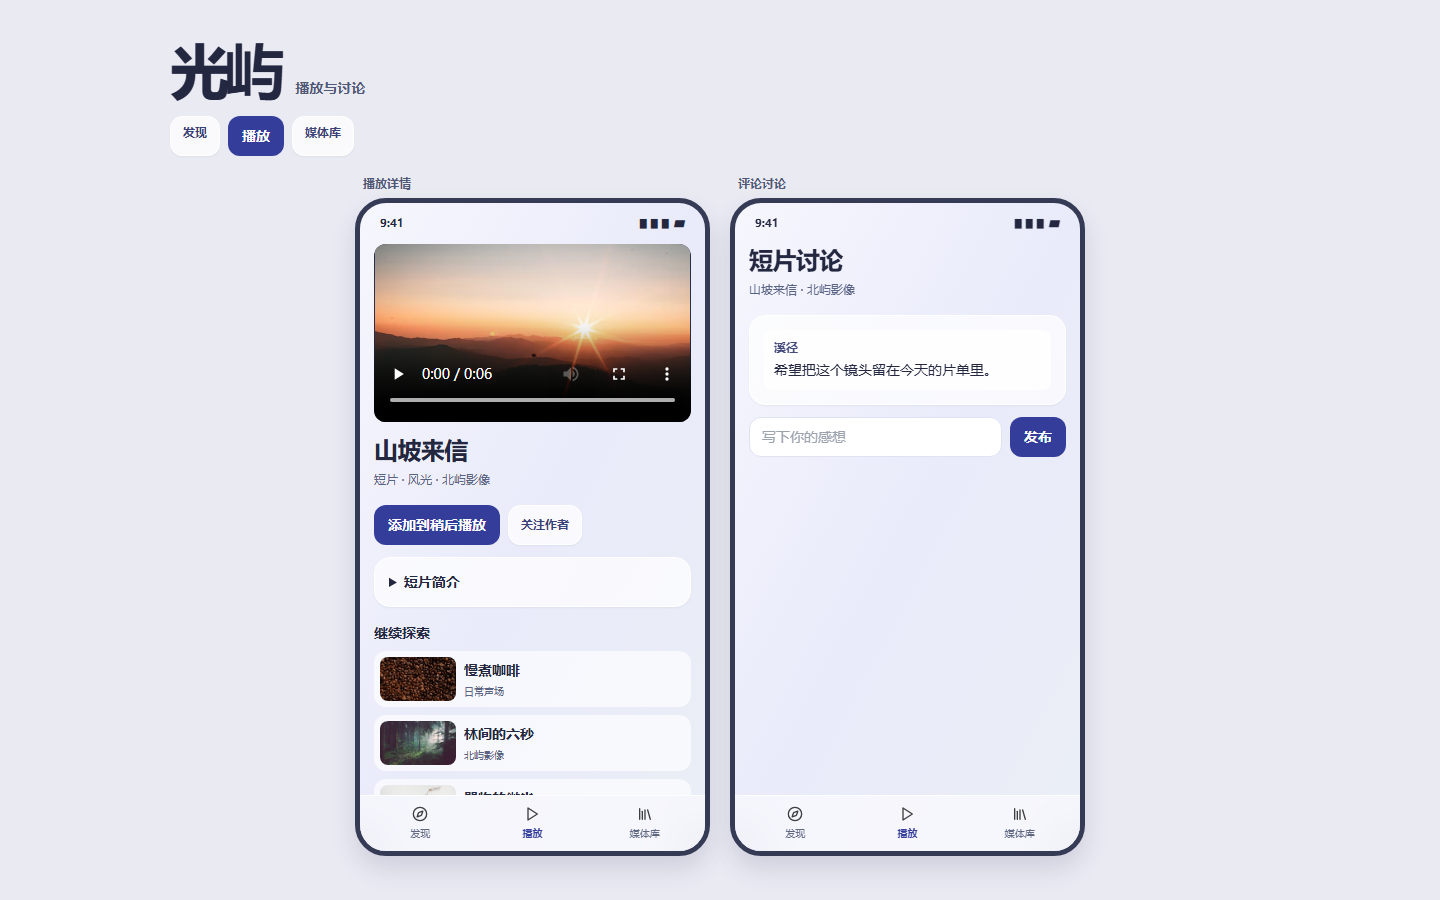 光屿 播放与讨论
发现 播放 媒体库
播放详情
9:41
0:00 / 0:06
山坡来信
短片 · 风光 · 北屿影像
添加到稍后播放 关注作者
短片简介
继续探索
慢煮咖啡
日常声场
林间的六秒
北屿影像
发现 播放 媒体库
评论讨论
9:41
短片讨论
山坡来信 · 北屿影像
溪径
希望把这个镜头留在今天的片单里。
写下你的感想 发布
发现 播放 媒体库